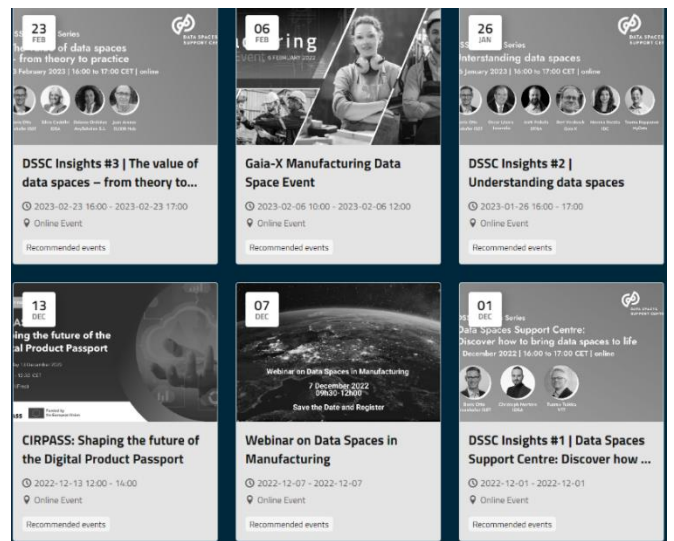 23
FEB
Series
of data spaces
from theory to practice
February 2023 | 16:00 to 17:00 CET | online
DATA SPACES
SUPPORT
DSSC Insights #3 | The value of
data spaces – from theory to...
2023-02-23 16:00 - 2023-02-23 17:00
Online Event
Recommended events
06
FEB
ring
Event 6 FEBRUARY 2022
Gaia-X Manufacturing Data
Space Event
2023-02-06 10:00 - 2023-02-06 12:00
Online Event
Recommended events
26
JAN
Series
nterstanding data spaces
January 2023 | 16:00 to 17:00 CET | online
DATA SPACES
SUPPORT
DSSC Insights #2 |
Understanding data spaces
2023-01-26 16:00 - 17:00
Online Event
Recommended events
13
DEC
ing the future of the
al Product Passport
CIRPASS: Shaping the future of
the Digital Product Passport
2022-12-13 12:00 - 14:00
Online Event
Recommended events
07
DEC
Webinar on Data Spaces in Manufacturing
7 December 2022
09h30-12h00
Save the Date and Register
Webinar on Data Spaces in
Manufacturing
2022-12-07 - 2022-12-07
Online Event
Recommended events
01
DEC
Series
Data Spaces Support Centre:
Discover how to bring data spaces to life
December 2022 | 16:00 to 17:00 CET | online
DSSC Insights #1 | Data Spaces
Support Centre: Discover how ...
2022-12-01 - 2022-12-01
Online Event
Recommended events